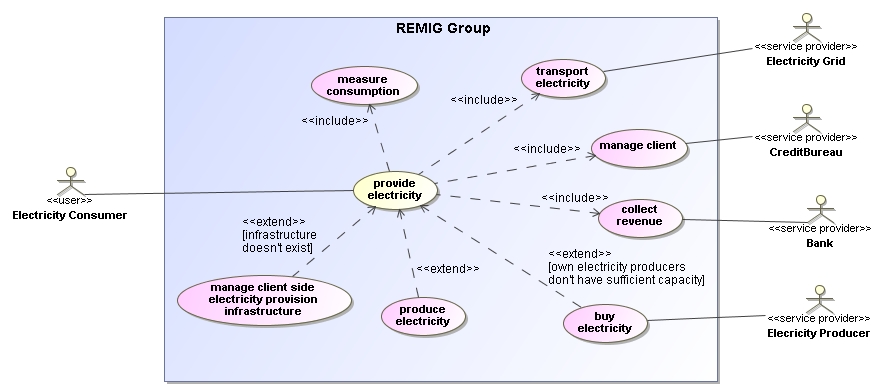 REMIG Group
<<service provider>>
Electricity Grid
measure
consumption
transport
electricity
<<include>>
<<include>>
<<service provider>>
CreditBureau
<<include>>
manage client
provide
electricity
<<user>>
Electricity Consumer
<<include>>
collect
revenue
<<service provider>>
Bank
<<extend>>
[infrastructure
doesn't exist]
<<extend>>
<<extend>>
[own electricity producers
don't have sufficient capacity]
manage client side
electricity provision
infrastructure
produce
electricity
buy
electricity
<<service provider>>
Elecricity Producer